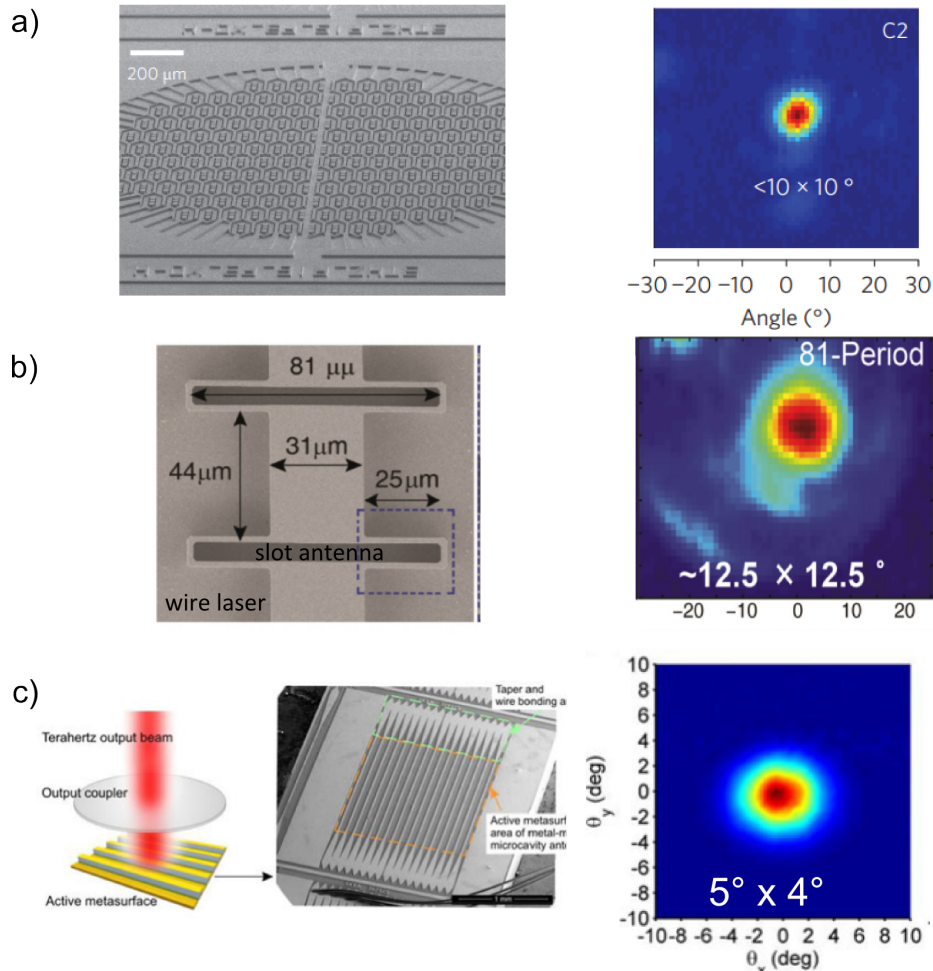 a)
200 μm
C2
<10 × 10 °
−30 −20 −10 0 10 20 30
Angle (°)
b)
81 μμ
31μm
44μm
25μm
slot antenna
wire laser
81-Period
~12.5 × 12.5 °
−20 −10 0 10 20
c)
Terahertz output beam
Output coupler
Active metasurface
Taper and
wire bonding a
Active metasurf
area of metal-m
microcavity ante
1 mm
10
8
6
4
2
0
-2
-4
-6
-8
-10
θy (deg)
5° x 4°
-10 -8 -6 -4 -2 0 2 4 6 8 10
θx (deg)